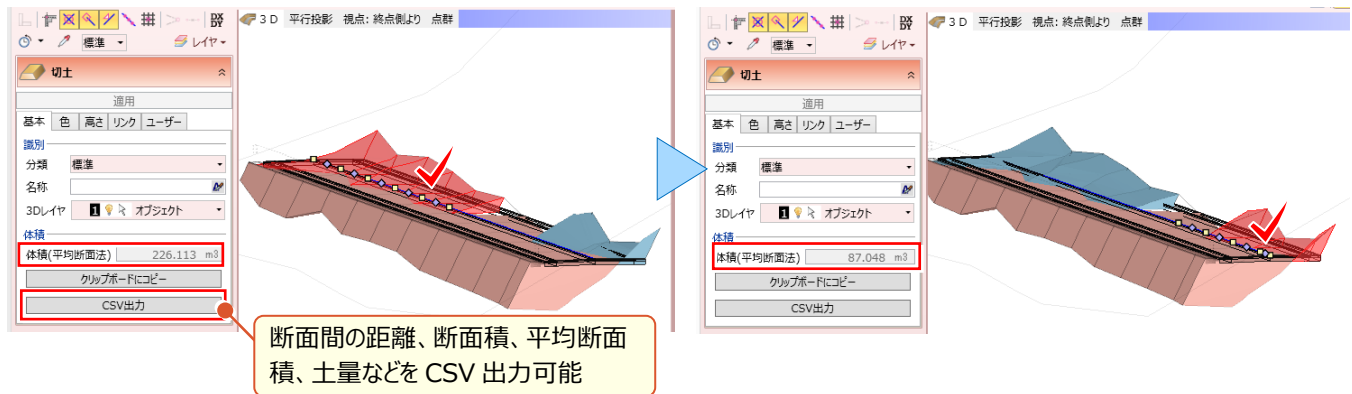 3D 平行投影 視点: 終点側より 点群
標準
レイヤ
切土
適用
基本 色 高さ リンク ユーザー
識別
分類 標準
名称
3Dレイヤ 1 オブジェクト
体積
体積(平均断面法) 226.113 m3
クリップボードにコピー
CSV出力
断面間の距離、断面積、平均断面
積、土量などを CSV 出力可能
3D 平行投影 視点: 終点側より 点群
標準
レイヤ
切土
適用
基本 色 高さ リンク ユーザー
識別
分類 標準
名称
3Dレイヤ 1 オブジェクト
体積
体積(平均断面法) 87.048 m3
クリップボードにコピー
CSV出力